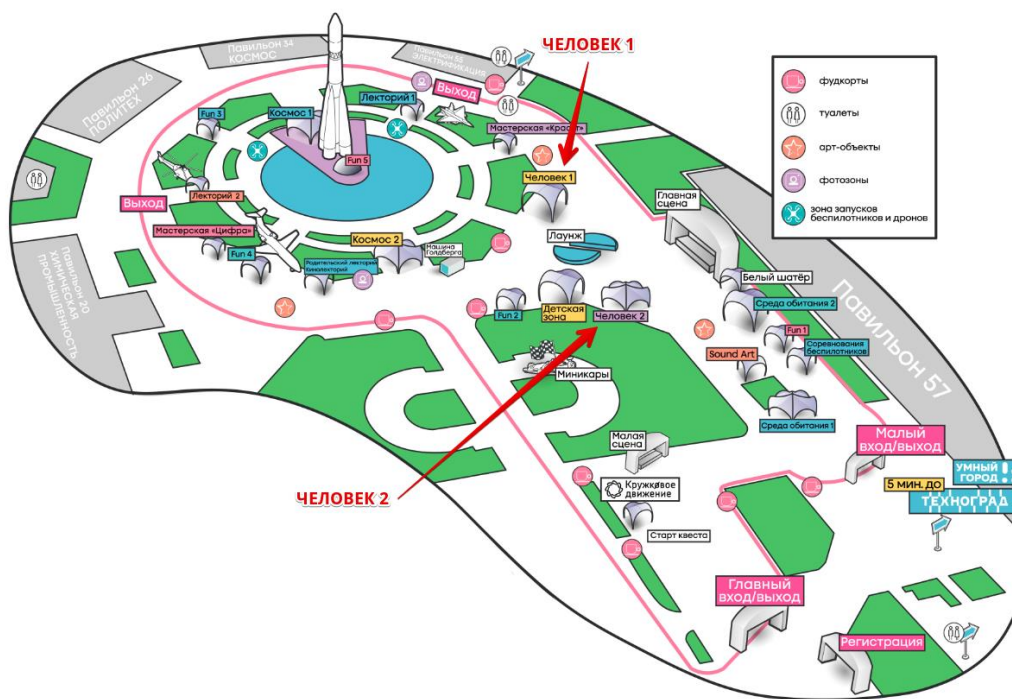 Павильон 34
КОСМОС
Павильон 55
ЭЛЕКТРИФИКАЦИЯ
ЧЕЛОВЕК 1
Павильон 26
ПОЛИТЕХ
фудкорты
туалеты
арт-объекты
фотозоны
зона запусков
беспилотников и дронов
Выход
Лекторий 1
Fun 3
Космос 1
Мастерская «Крафт»
Fun 5
Человек 1
Лекторий 2
Выход
Главная
сцена
Мастерская «Цифра»
Космос 2
Лаунж
Машина
Голдберга
Fun 4
Родительский лекторий
Кинолекторий
Белый шатёр
Среда обитания 2
Павильон 20
ХИМИЧЕСКАЯ
ПРОМЫШЛЕННОСТЬ
Fun 2
Детская
зона
Человек 2
Fun 1
Соревнования
беспилотников
Павильон 57
Sound Art
Миникары
Среда обитания 1
Малая
сцена
Малый
вход/выход
УМНЫЙ
ГОРОД
5 мин. до
ТЕХНОГРАД
ЧЕЛОВЕК 2
Кружковое
движение
Старт квеста
Главный
вход/выход
Регистрация